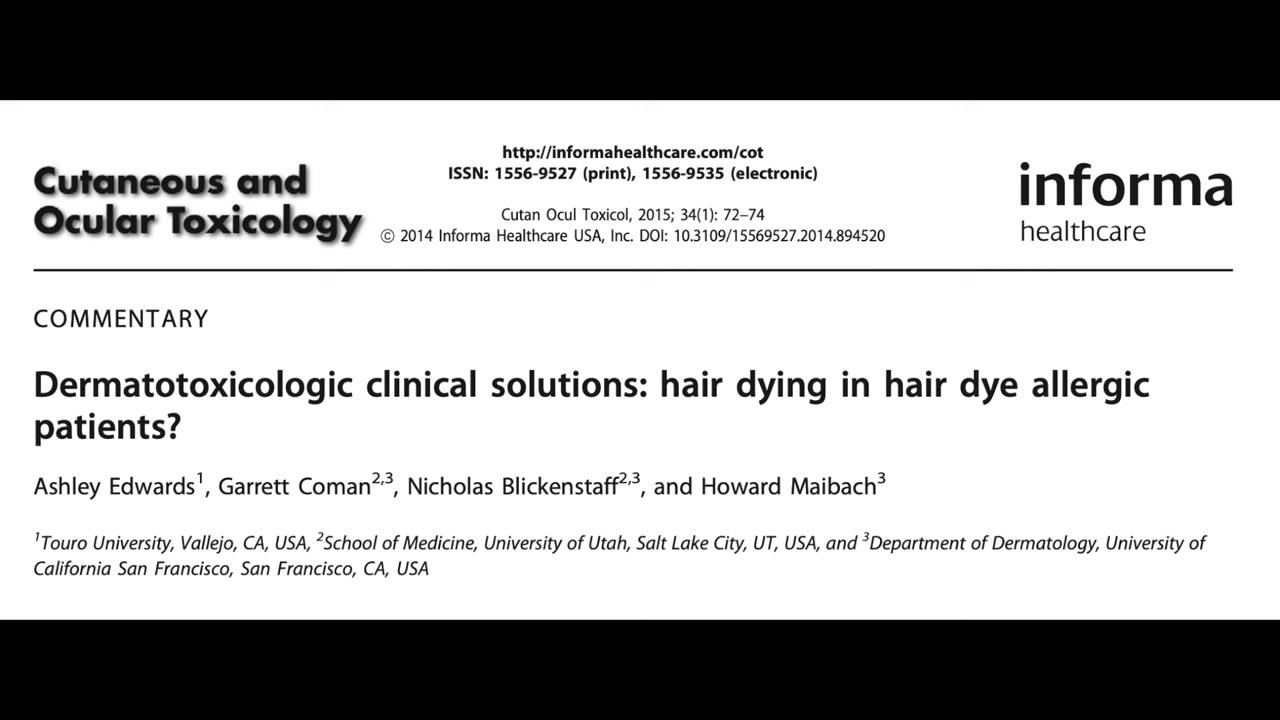 Cutaneous and
Ocular Toxicology
http://informahealthcare.com/cot
ISSN: 1556-9527 (print), 1556-9535 (electronic)
Cutan Ocul Toxicol, 2015; 34(1): 72–74
© 2014 Informa Healthcare USA, Inc. DOI: 10.3109/15569527.2014.894520
informa
healthcare
COMMENTARY
Dermatotoxicologic clinical solutions: hair dying in hair dye allergic
patients?
Ashley Edwards1, Garrett Coman2,3, Nicholas Blickenstaff2,3, and Howard Maibach3
1Touro University, Vallejo, CA, USA, 2School of Medicine, University of Utah, Salt Lake City, UT, USA, and 3Department of Dermatology, University of
California San Francisco, San Francisco, CA, USA